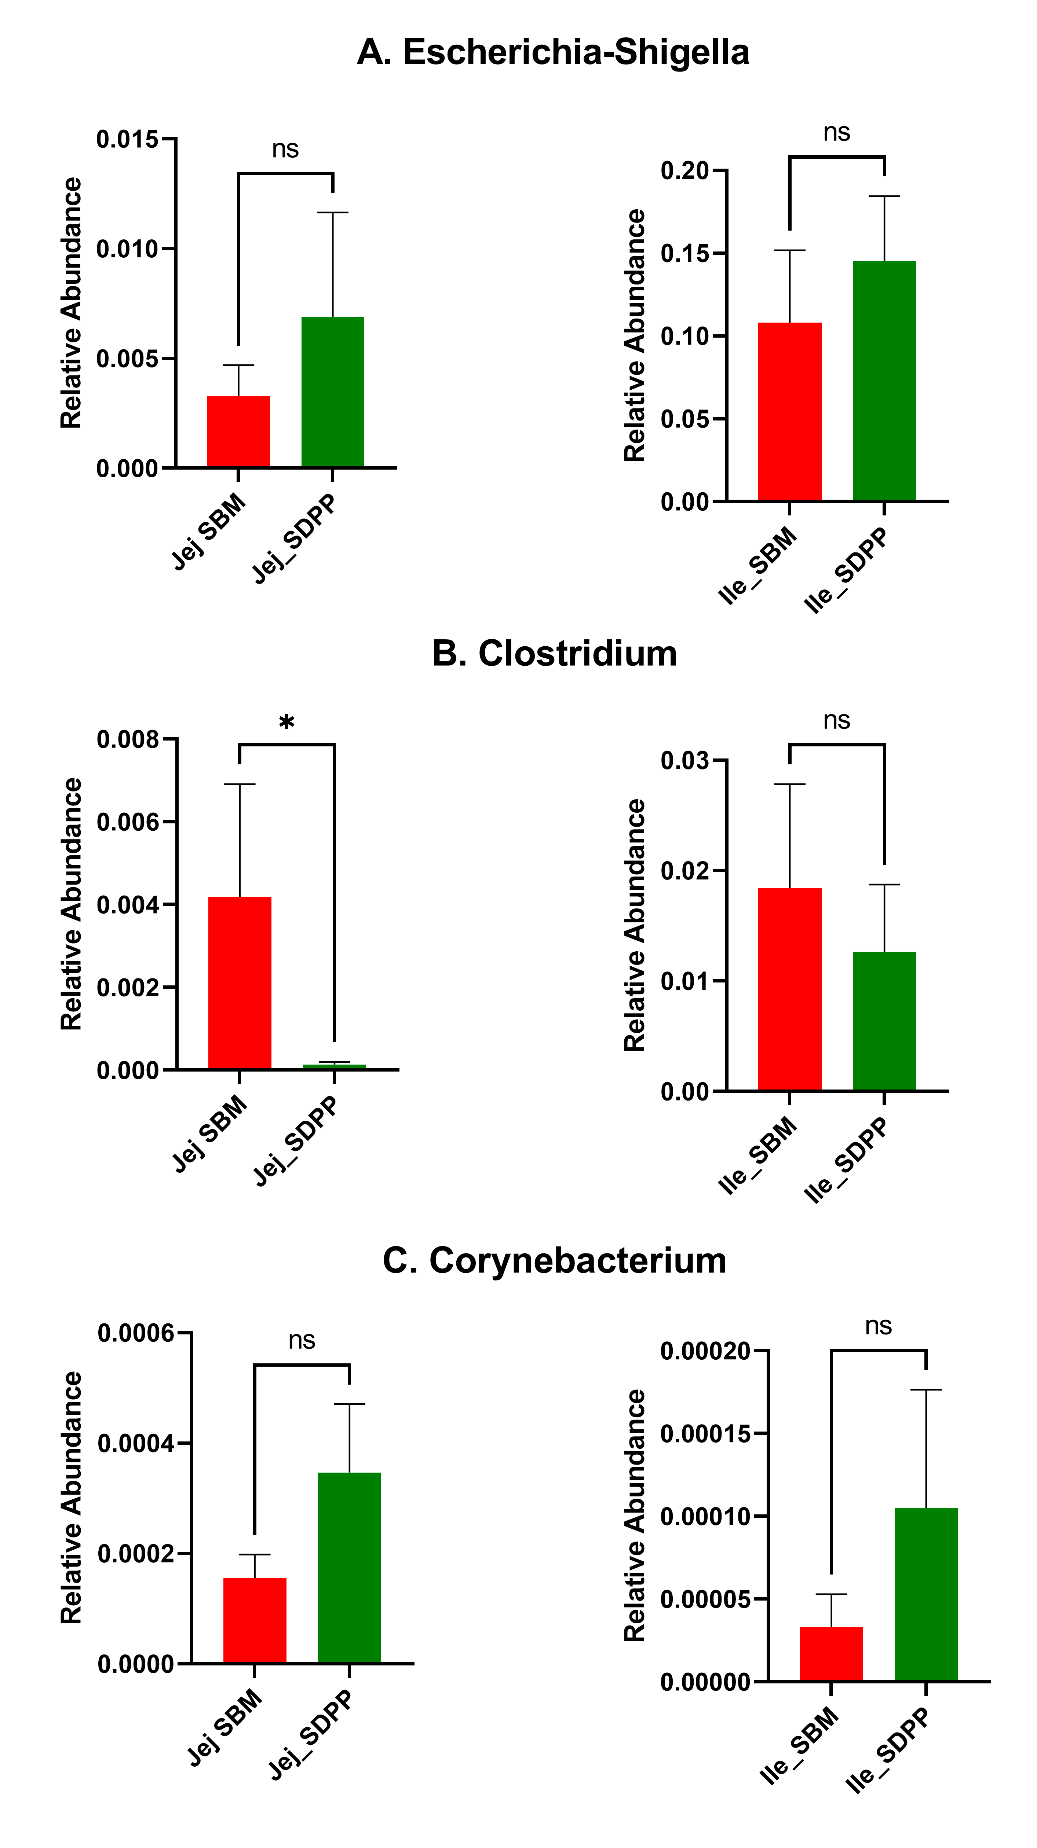 A. Escherichia-Shigella
ns
0.015
0.010
0.005
0.000
Relative Abundance
Jej SBM
Jej_SDPP
ns
0.20
0.15
0.10
0.05
0.00
Relative Abundance
Ile_SBM
Ile_SDPP
B. Clostridium
*
0.008
0.006
0.004
0.002
0.000
Relative Abundance
Jej SBM
Jej_SDPP
ns
0.03
0.02
0.01
0.00
Relative Abundance
Ile_SBM
Ile_SDPP
C. Corynebacterium
ns
0.0006
0.0004
0.0002
0.0000
Relative Abundance
Jej SBM
Jej_SDPP
ns
0.00020
0.00015
0.00010
0.00005
0.00000
Relative Abundance
Ile_SBM
Ile_SDPP